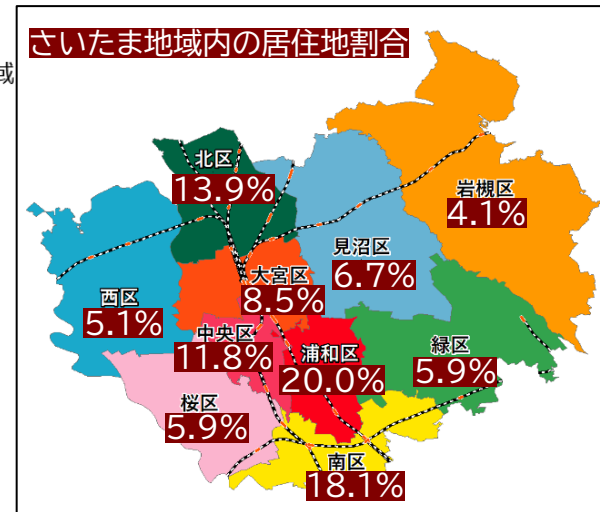 さいたま地域内の居住地割合
域
北区
13.9%
岩槻区
4.1%
見沼区
6.7%
大宮区
8.5%
西区
5.1%
中央区
11.8%
浦和区
20.0%
緑区
5.9%
桜区
5.9%
南区
18.1%